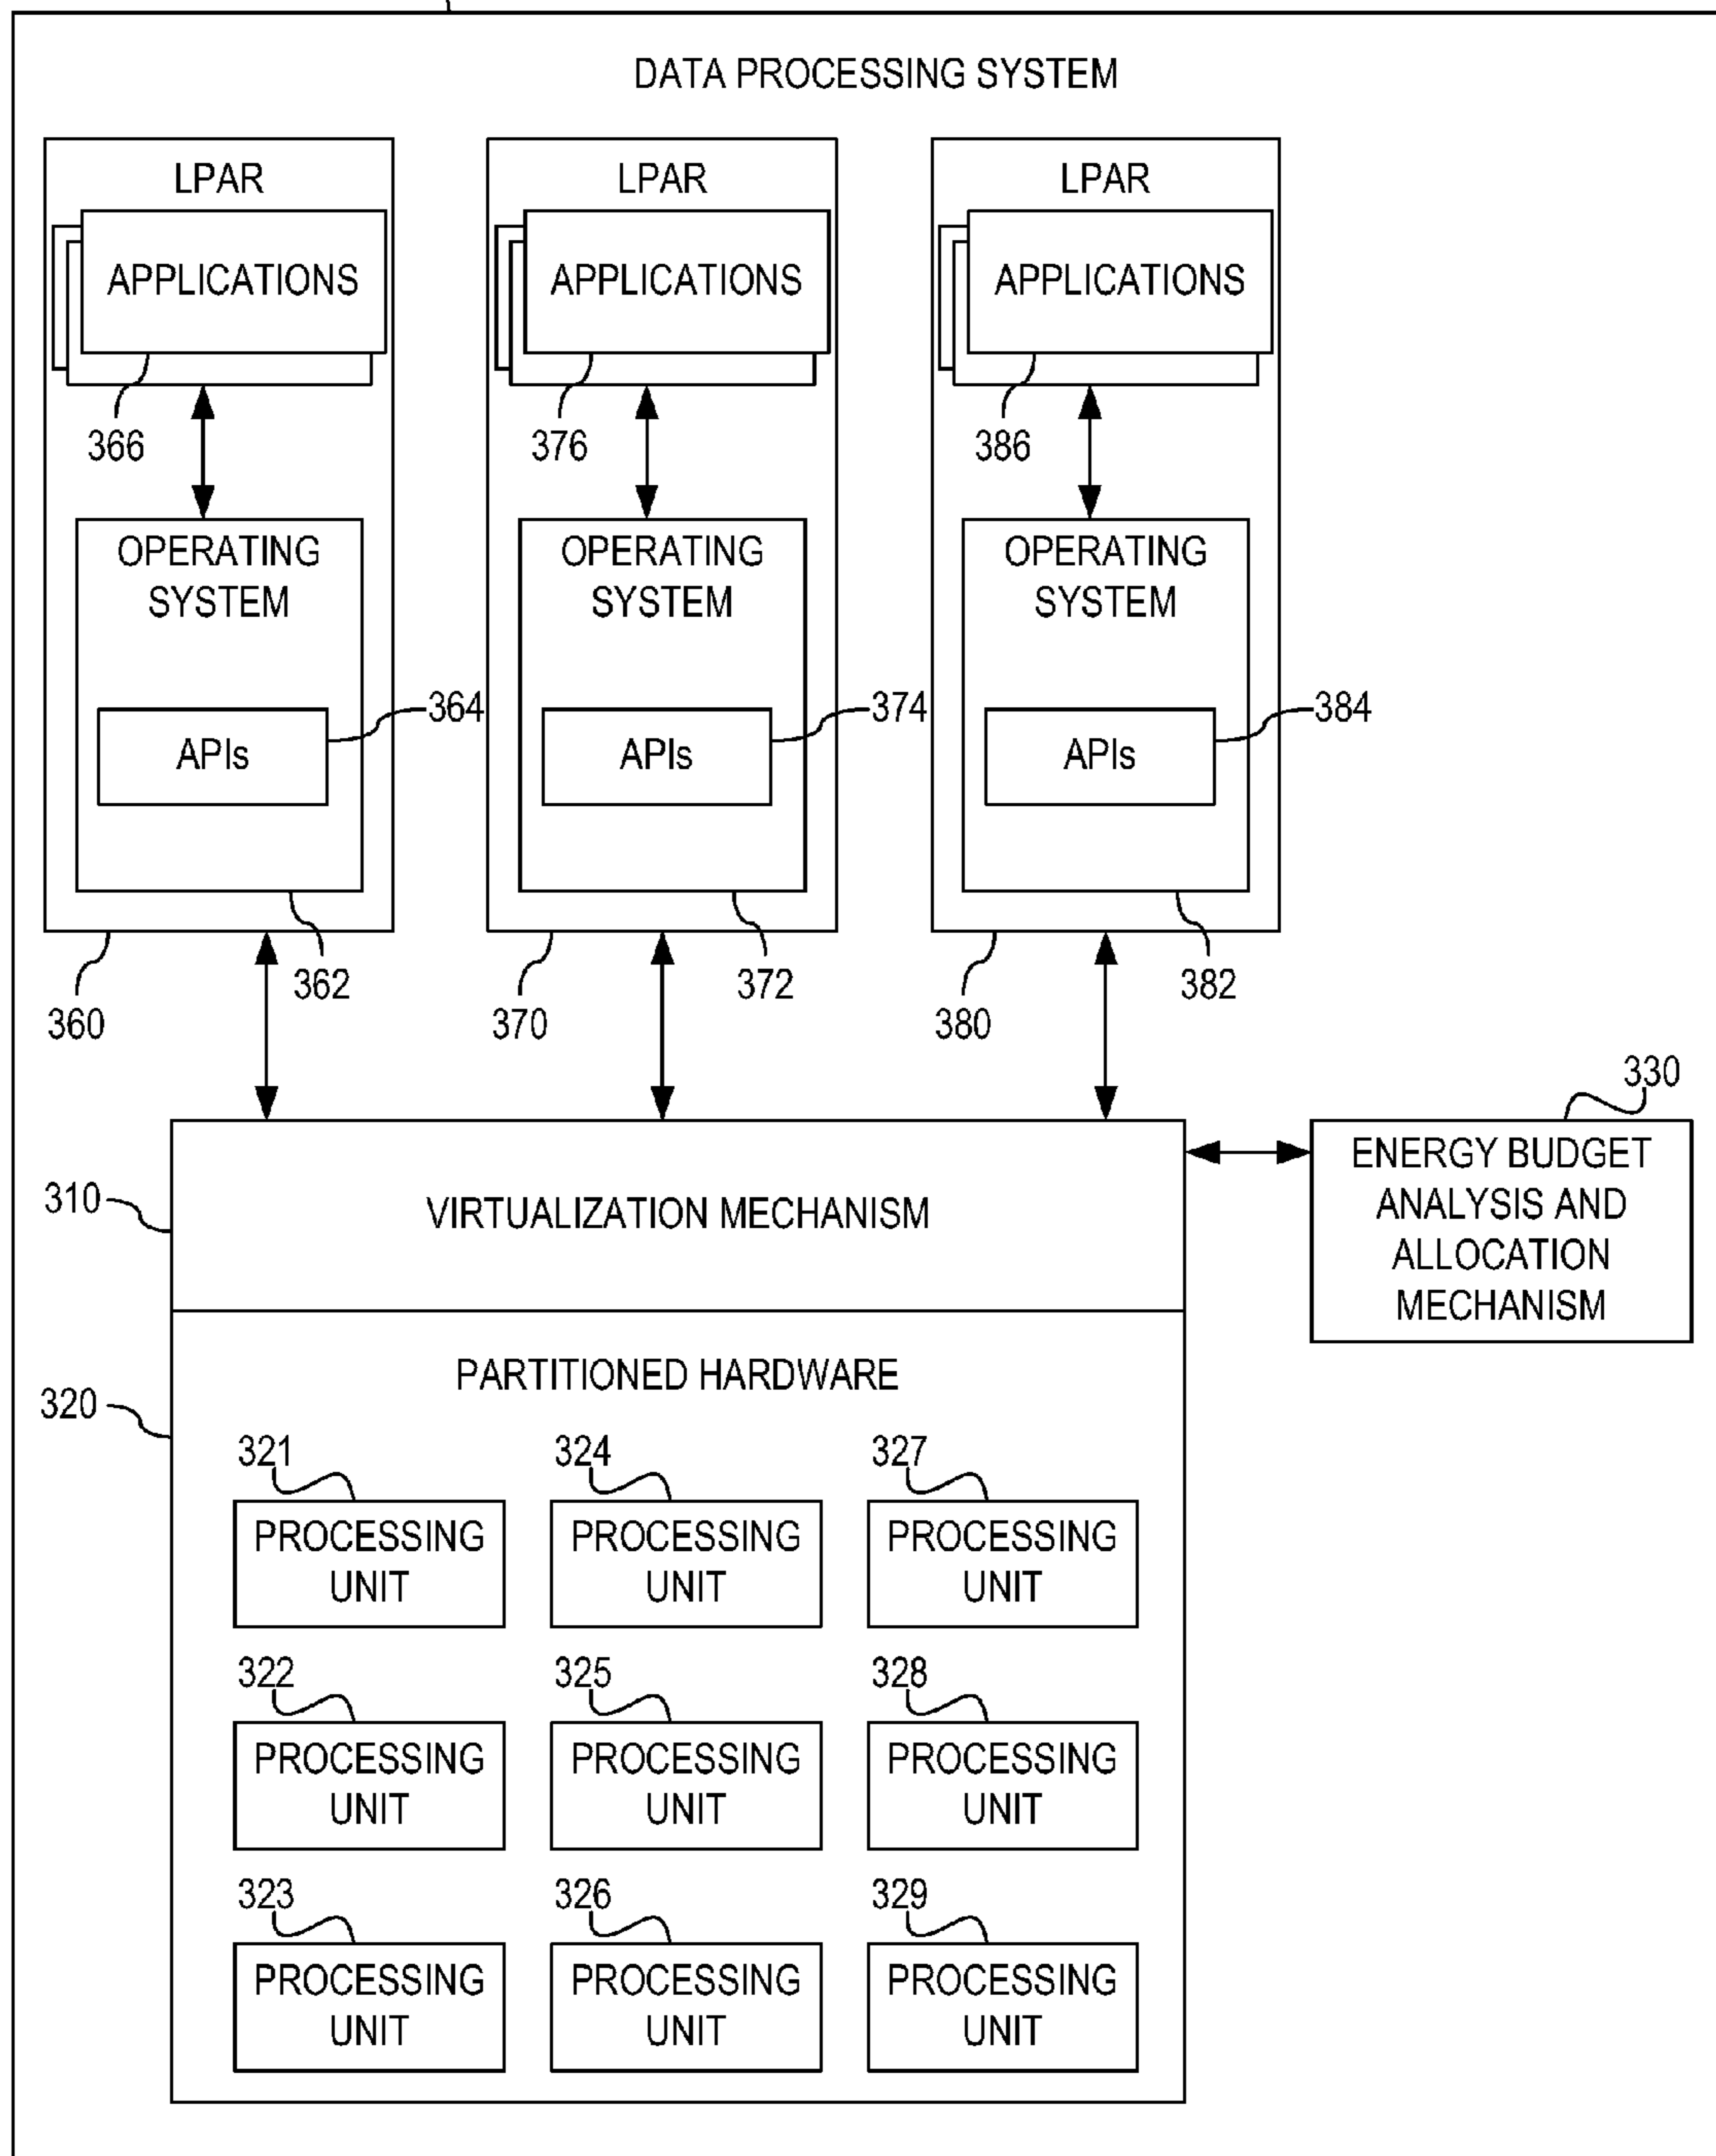 DATA PROCESSING SYSTEM
LPAR
APPLICATIONS
366
OPERATING
SYSTEM
364
APIs
362
360
LPAR
APPLICATIONS
376
OPERATING
SYSTEM
374
APIs
372
370
LPAR
APPLICATIONS
386
OPERATING
SYSTEM
384
APIs
382
380
330
ENERGY BUDGET
ANALYSIS AND
ALLOCATION
MECHANISM
310
VIRTUALIZATION MECHANISM
320
PARTITIONED HARDWARE
321
PROCESSING
UNIT
324
PROCESSING
UNIT
327
PROCESSING
UNIT
322
PROCESSING
UNIT
325
PROCESSING
UNIT
328
PROCESSING
UNIT
323
PROCESSING
UNIT
326
PROCESSING
UNIT
329
PROCESSING
UNIT